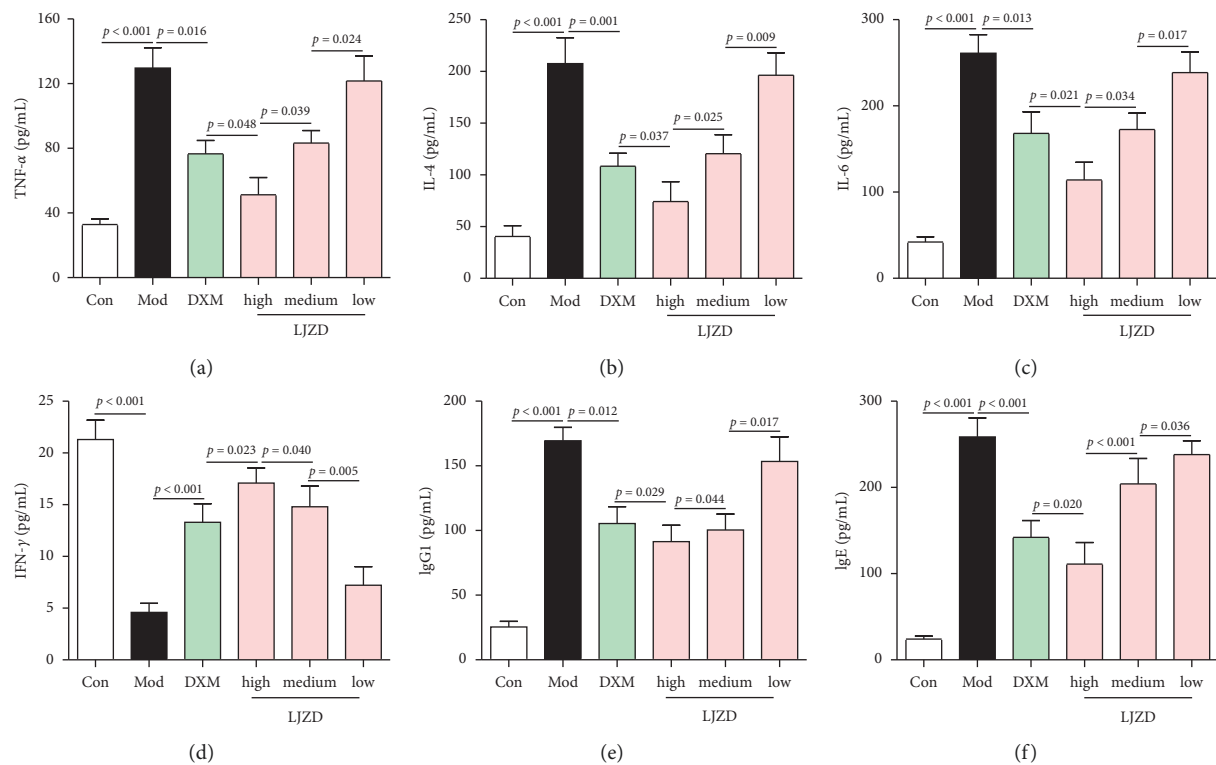 160
120
80
40
0
TNF-α (pg/mL)
p < 0.001
p = 0.016
p = 0.048
p = 0.039
p = 0.024
Con
Mod
DXM
high
medium
low
LJZD
(a)
250
200
150
100
50
0
IL-4 (pg/mL)
p < 0.001
p = 0.001
p = 0.037
p = 0.025
p = 0.009
Con
Mod
DXM
high
medium
low
LJZD
(b)
300
200
100
0
IL-6 (pg/mL)
p < 0.001
p = 0.013
p = 0.021
p = 0.034
p = 0.017
Con
Mod
DXM
high
medium
low
LJZD
(c)
25
20
15
10
5
0
IFN-γ (pg/mL)
p < 0.001
p < 0.001
p = 0.023
p = 0.040
p = 0.005
Con
Mod
DXM
high
medium
low
LJZD
(d)
200
150
100
50
0
lgG1 (pg/mL)
p < 0.001
p = 0.012
p = 0.029
p = 0.044
p = 0.017
Con
Mod
DXM
high
medium
low
LJZD
(e)
300
200
100
0
lgE (pg/mL)
p < 0.001
p < 0.001
p = 0.020
p < 0.001
p = 0.036
Con
Mod
DXM
high
medium
low
LJZD
(f)